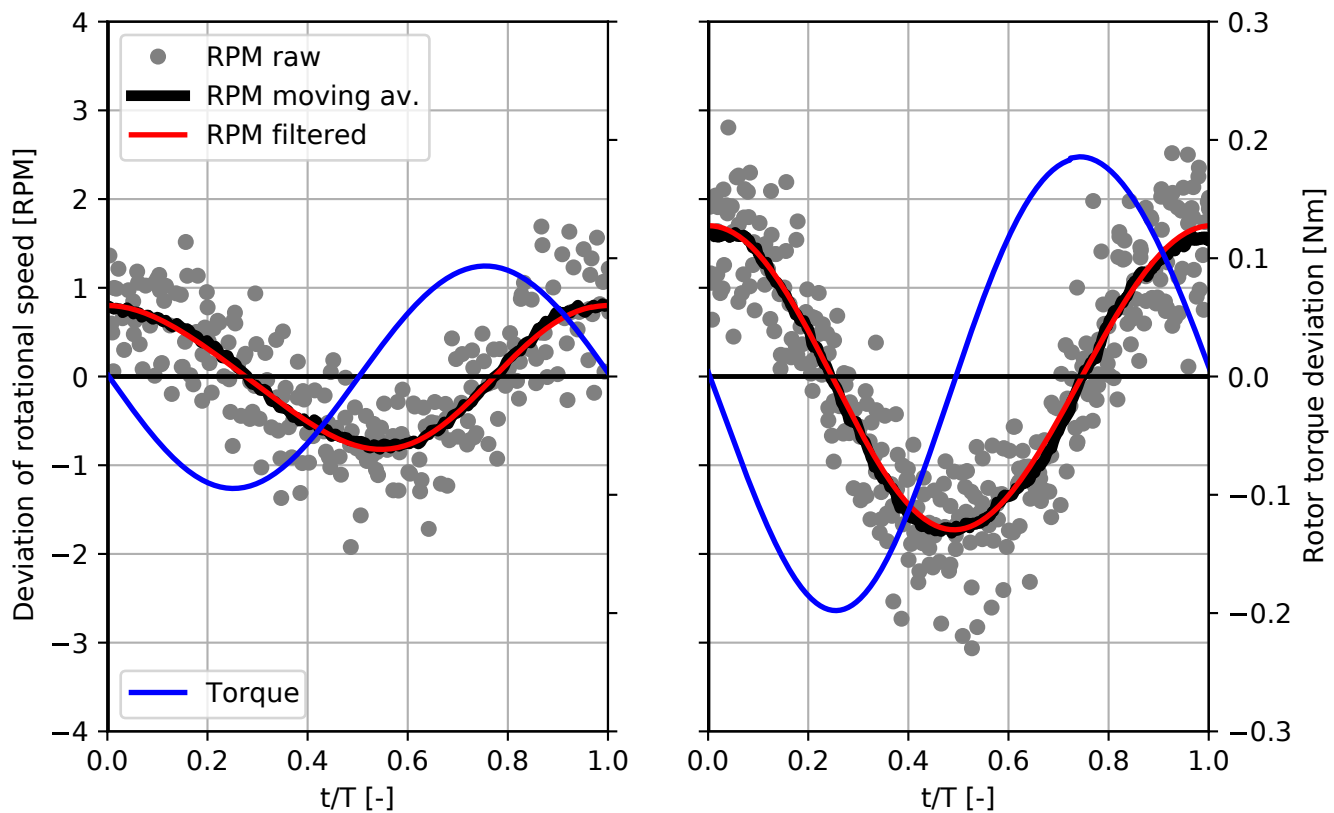 4
3
2
1
0
−1
−2
−3
−4
Deviation of rotational speed [RPM]
RPM raw
RPM moving av.
RPM filtered
Torque
0.0 0.2 0.4 0.6 0.8 1.0
t/T [-]
0.0 0.2 0.4 0.6 0.8 1.0
t/T [-]
0.3
0.2
0.1
0.0
−0.1
−0.2
−0.3
Rotor torque deviation [Nm]